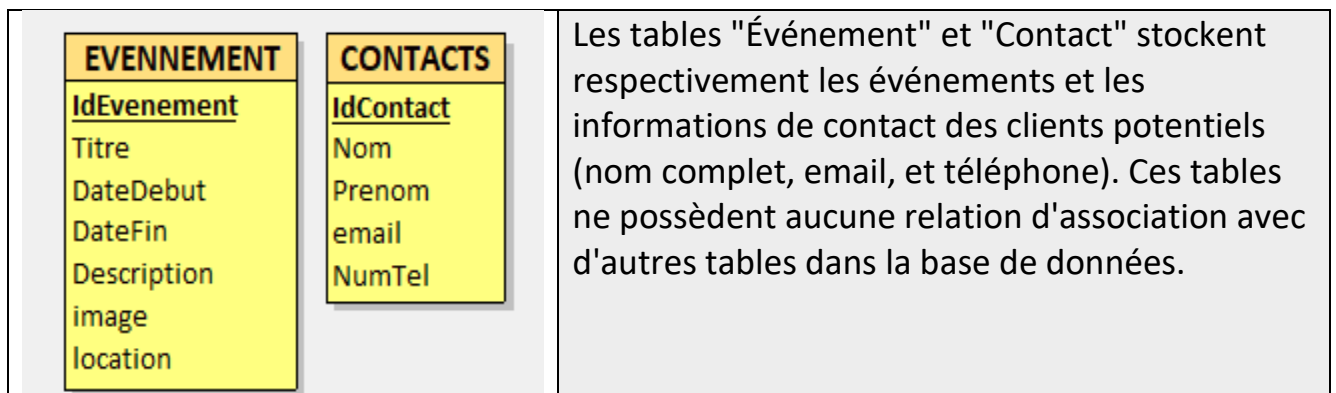 EVENNEMENT
IdEvenement
Titre
DateDebut
DateFin
Description
image
location
CONTACTS
IdContact
Nom
Prenom
email
NumTel
Les tables "Événement" et "Contact" stockent
respectivement les événements et les
informations de contact des clients potentiels
(nom complet, email, et téléphone). Ces tables
ne possèdent aucune relation d'association avec
d'autres tables dans la base de données.